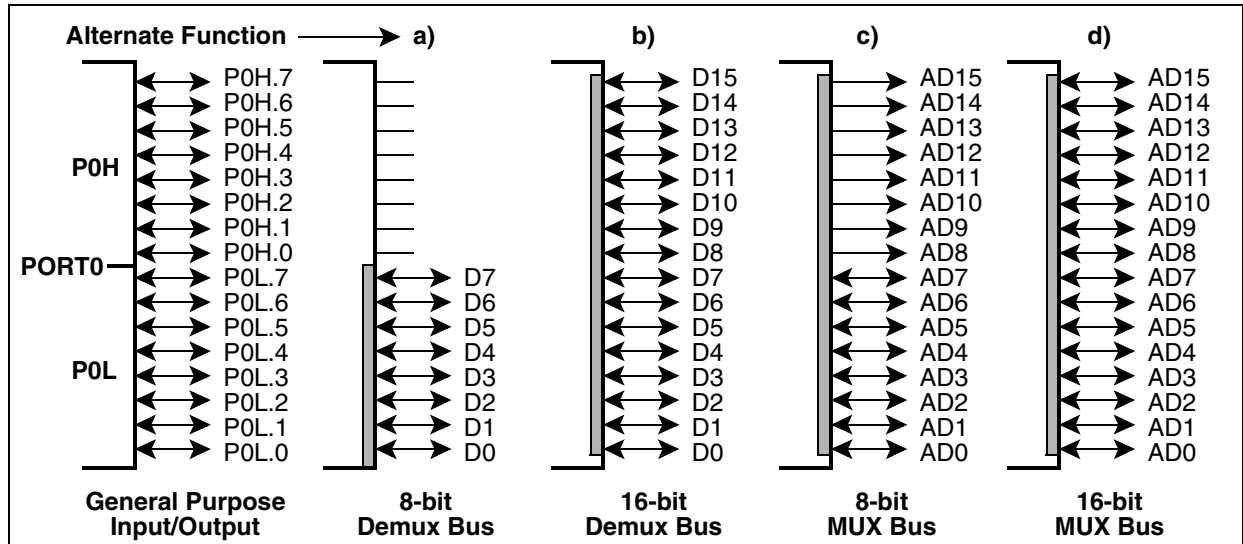 Alternate Function a) b) c) d)
P0H.7 D15 AD15 AD15
P0H.6 D14 AD14 AD14
P0H.5 D13 AD13 AD13
P0H.4 D12 AD12 AD12
P0H
P0H.3 D11 AD11 AD11
P0H.2 D10 AD10 AD10
P0H.1 D9 AD9 AD9
P0H.0 D8 AD8 AD8
PORT0
P0L.7 D7 D7 AD7 AD7
P0L.6 D6 D6 AD6 AD6
P0L.5 D5 D5 AD5 AD5
P0L.4 D4 D4 AD4 AD4
P0L
P0L.3 D3 D3 AD3 AD3
P0L.2 D2 D2 AD2 AD2
P0L.1 D1 D1 AD1 AD1
P0L.0 D0 D0 AD0 AD0
General Purpose 8-bit 16-bit 8-bit 16-bit
Input/Output Demux Bus Demux Bus MUX Bus MUX Bus